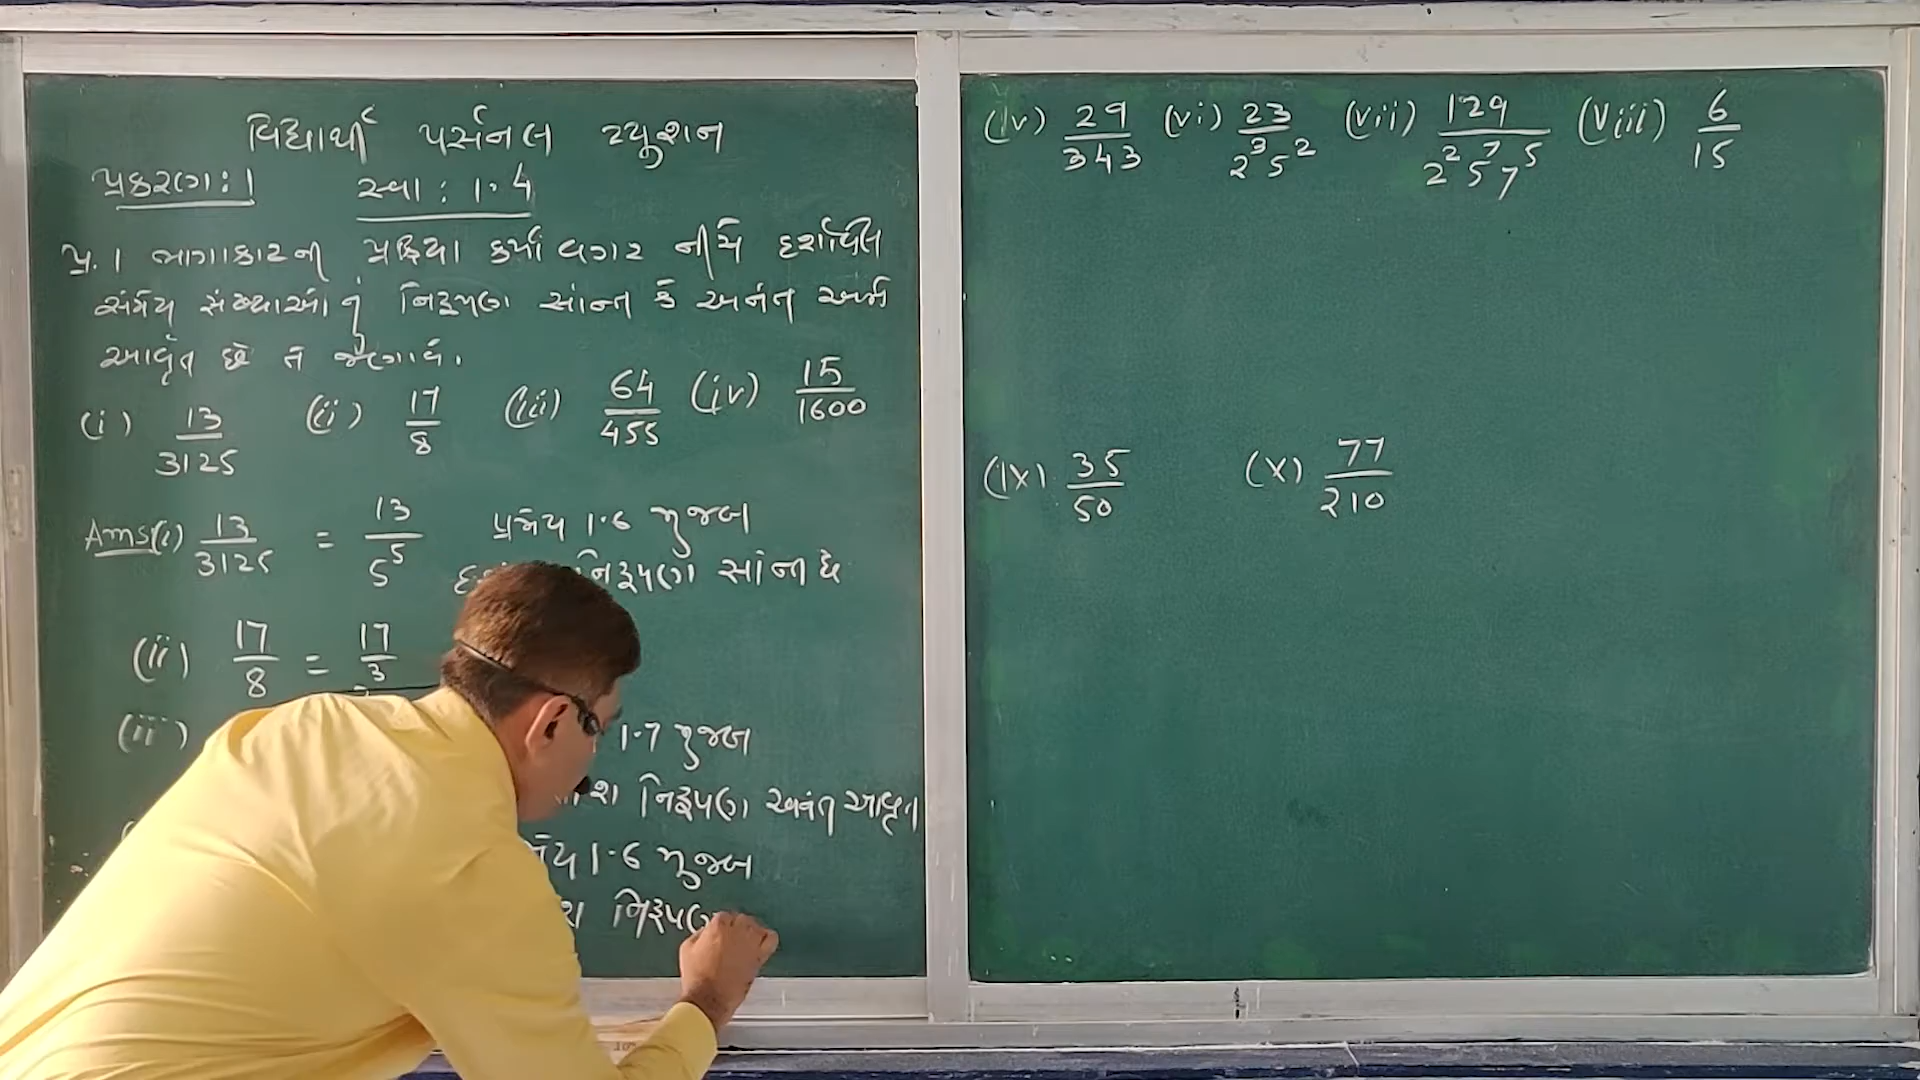 વિદ્યાર્થી પર્સનલ ટ્યુશન
પ્રકરણ : 1 સ્વા : 1.4
પ્ર. 1 ભાગાકારની પ્રક્રિયા કર્યા વગર નીચે દર્શાવેલ
સંમેય સંખ્યાઓનું નિરૂપણ સાંન્ત કે અનંત અને
આવૃત છે તે જણાવો.
(i) 13/3125 (ii) 17/8 (iii) 64/455 (iv) 15/1600
Ans(i) 13/3125 = 13/5^5 પ્રમેય 1.6 મુજબ
નિરૂપણ સાંન્ત છે
(ii) 17/8 = 17/
(iii) 1.7 મુજબ
નિરૂપણ અનંત આવૃત
1.6 મુજબ
નિરૂપણ
(iv) 29/343 (vi) 23/2^3 5^2 (vii) 129/2^2 5^7 7^5 (viii) 6/15
(ix) 35/50 (x) 77/210